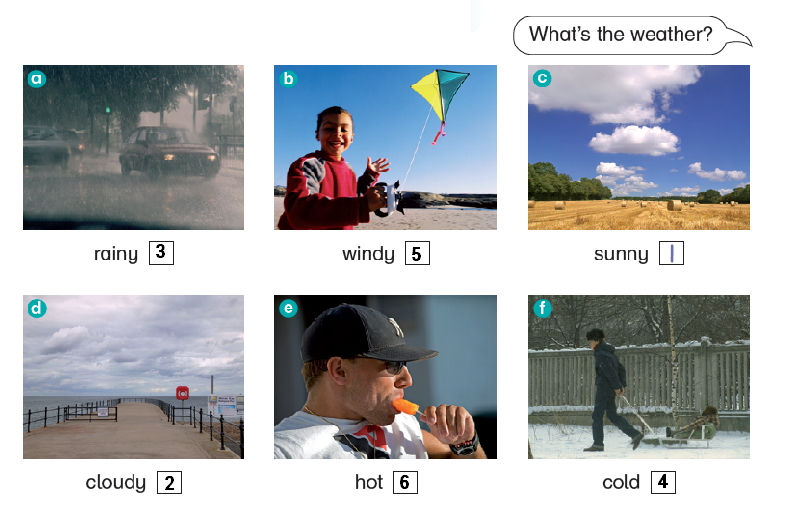 What's the weather?
a
b
c
rainy 3
windy 5
sunny 1
d
e
f
cloudy 2
hot 6
cold 4